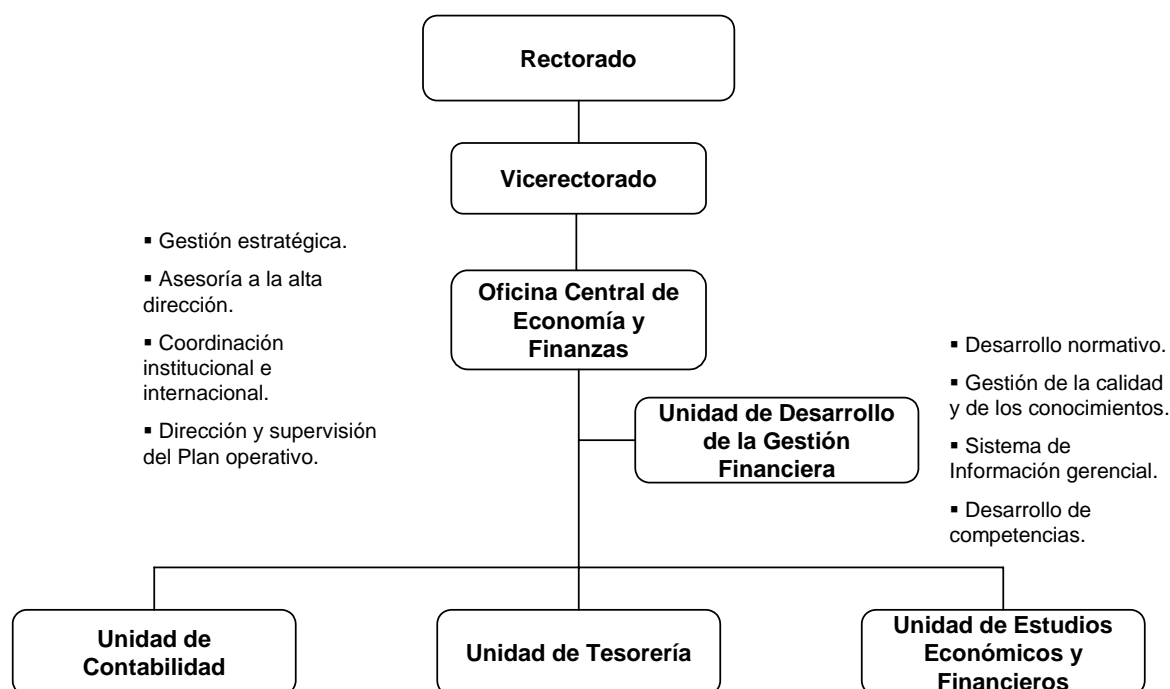 Rectorado
Vicerectorado
▪ Gestión estratégica.
▪ Asesoría a la alta
dirección.
▪ Coordinación
institucional e
internacional.
▪ Dirección y supervisión
del Plan operativo.
Oficina Central de
Economía y
Finanzas
Unidad de Desarrollo
de la Gestión
Financiera
▪ Desarrollo normativo.
▪ Gestión de la calidad
y de los conocimientos.
▪ Sistema de
Información gerencial.
▪ Desarrollo de
competencias.
Unidad de
Contabilidad
Unidad de Tesorería
Unidad de Estudios
Económicos y
Financieros